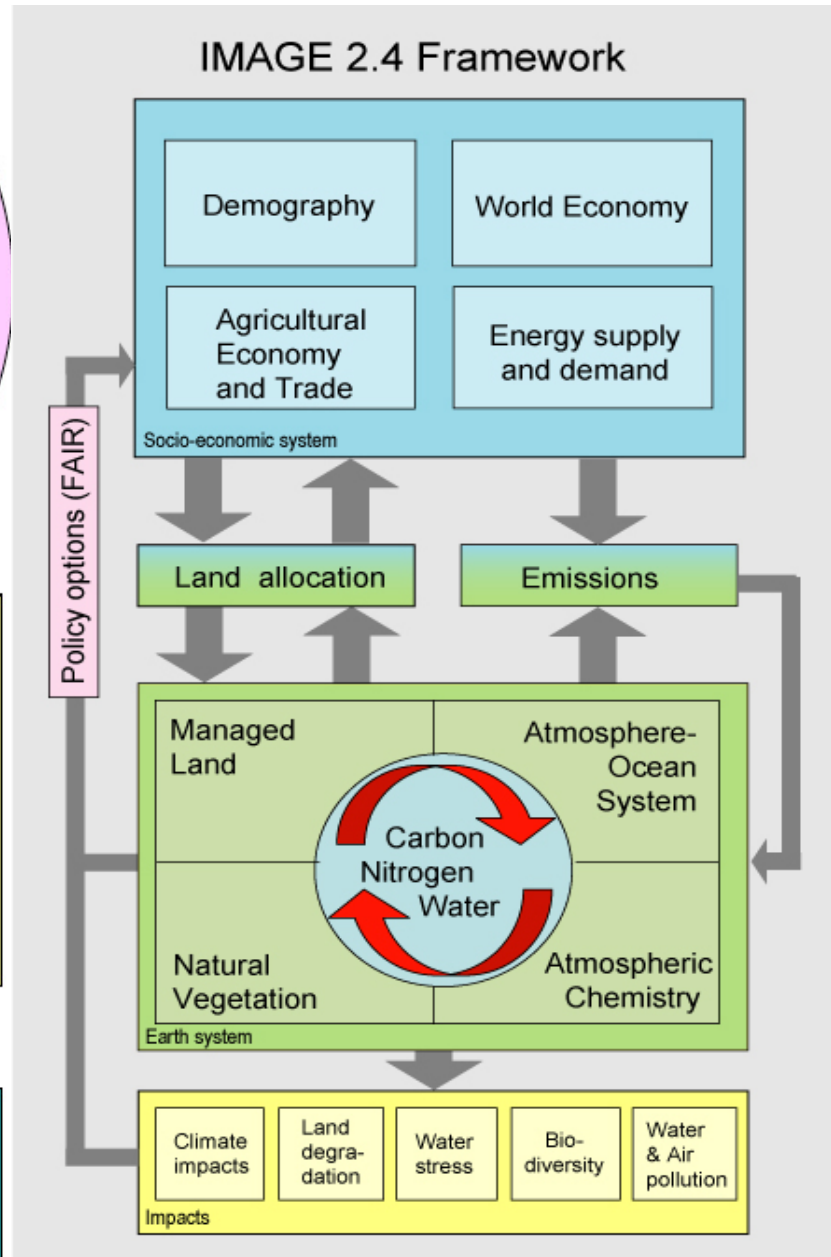 IMAGE 2.4 Framework
Demography
World Economy
Agricultural
Economy
and Trade
Energy supply
and demand
Socio-economic system
Policy options (FAIR)
Land allocation
Emissions
Managed
Land
Atmosphere-
Ocean
System
Carbon
Nitrogen
Water
Natural
Vegetation
Atmospheric
Chemistry
Earth system
Climate
impacts
Land
degra-
dation
Water
stress
Bio-
diversity
Water
& Air
pollution
Impacts